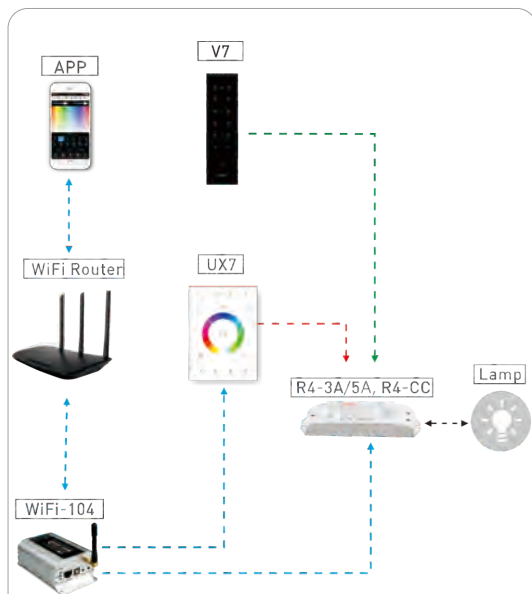 APP
V7
WiFi Router
UX7
R4-3A/5A, R4-CC
Lamp
WiFi-104